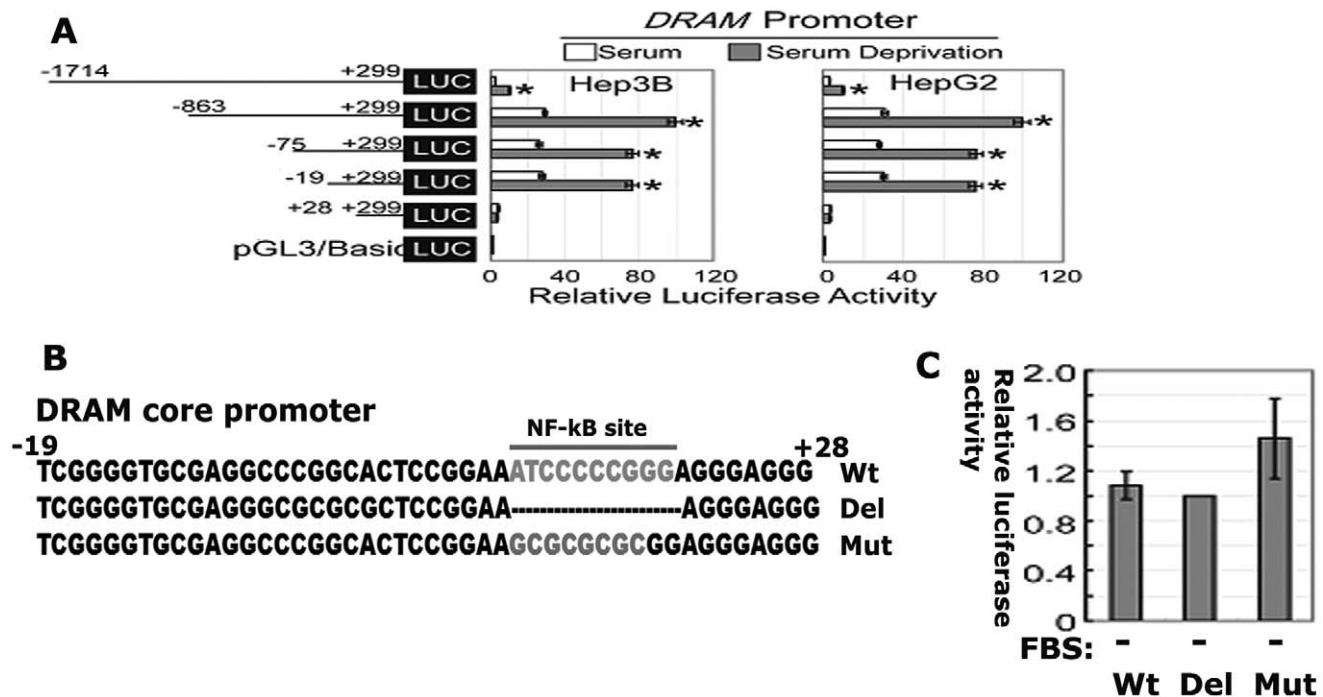 A
DRAM Promoter
Serum Serum Deprivation
-1714 +299 LUC
-863 +299 LUC
-75 +299 LUC
-19 +299 LUC
+28 +299 LUC
pGL3/Basic LUC
Hep3B
* * * *
0 40 80 120
HepG2
* * * *
0 40 80 120
Relative Luciferase Activity
B
DRAM core promoter
NF-kB site
-19 +28
TCGGGGTGCGAGGCCCGGCACTCCGGAAATCCCCCGGGAGGGAGGG Wt
TCGGGGTGCGAGGGCGCGCGCTCCGGA------------------------AGGGAGGG Del
TCGGGGTGCGAGGCCCGGCACTCCGGAAGCGCGCGCGGAGGGAGGG Mut
C
Relative luciferase
activity
2.0
1.6
1.2
0.8
0.4
0
FBS: - - -
Wt Del Mut